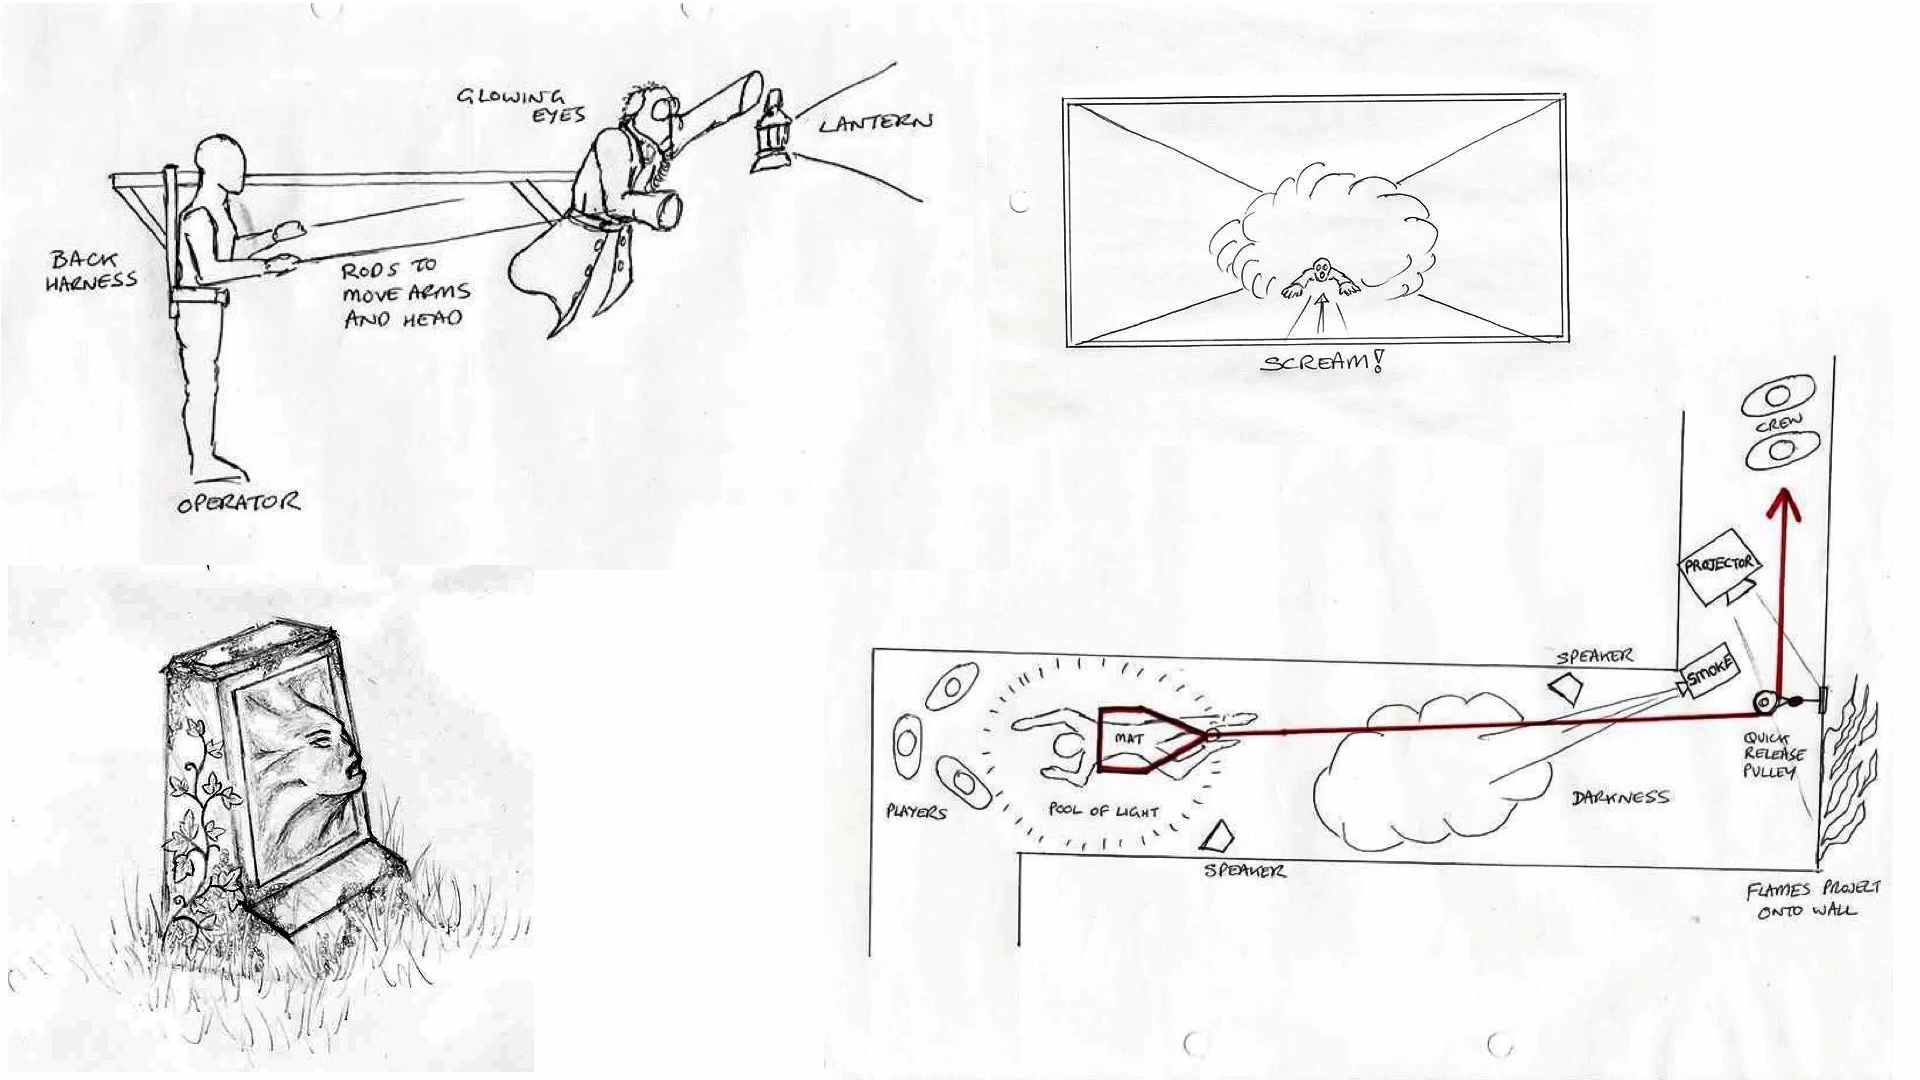 GLOWING
EYES
LANTERN
BACK
HARNESS
RODS TO
MOVE ARMS
AND HEAD
OPERATOR
SCREAM!
CREW
PROJECTOR
SPEAKER
SMOKE
MAT
QUICK
RELEASE
PULLEY
PLAYERS
POOL OF LIGHT
DARKNESS
SPEAKER
FLAMES PROJECT
ONTO WALL